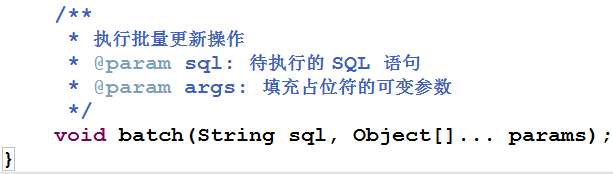 /**
* 执行批量更新操作
* @param sql: 待执行的 SQL 语句
* @param args: 填充占位符的可变参数
*/
void batch(String sql, Object[]... params);
}